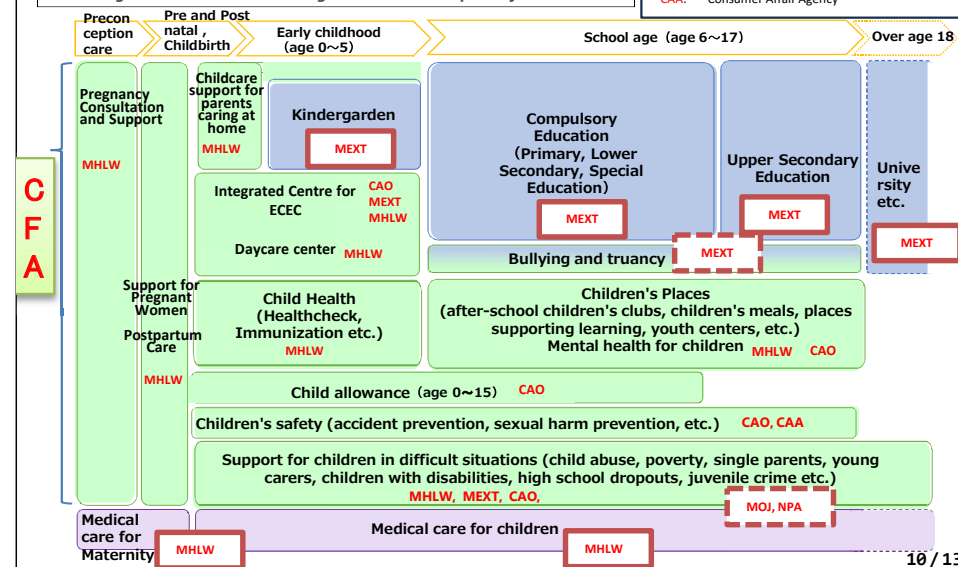 CAA: Consumer Affair Agency
Precon
ception
care
Pre and Post
natal ,
Childbirth
Early childhood
(age 0～5)
School age (age 6～17)
Over age 18
C
F
A
Pregnancy
Consultation
and Support
MHLW
Support for
Pregnant
Women
Postpartum
Care
MHLW
Childcare
support for
parents
caring at
home
MHLW
Kindergarden
MEXT
Integrated Centre for
ECEC
CAO
MEXT
MHLW
Daycare center MHLW
Child Health
(Healthcheck,
Immunization etc.)
MHLW
Compulsory
Education
(Primary, Lower
Secondary, Special
Education)
MEXT
Upper Secondary
Education
MEXT
Unive
rsity
etc.
MEXT
Bullying and truancy MEXT
Children's Places
(after-school children's clubs, children's meals, places
supporting learning, youth centers, etc.)
Mental health for children MHLW CAO
Child allowance (age 0～15) CAO
Children's safety (accident prevention, sexual harm prevention, etc.) CAO, CAA
Support for children in difficult situations (child abuse, poverty, single parents, young
carers, children with disabilities, high school dropouts, juvenile crime etc.)
MHLW, MEXT, CAO,
MOJ, NPA
Medical
care for
Maternity
MHLW
Medical care for children
MHLW
10/13